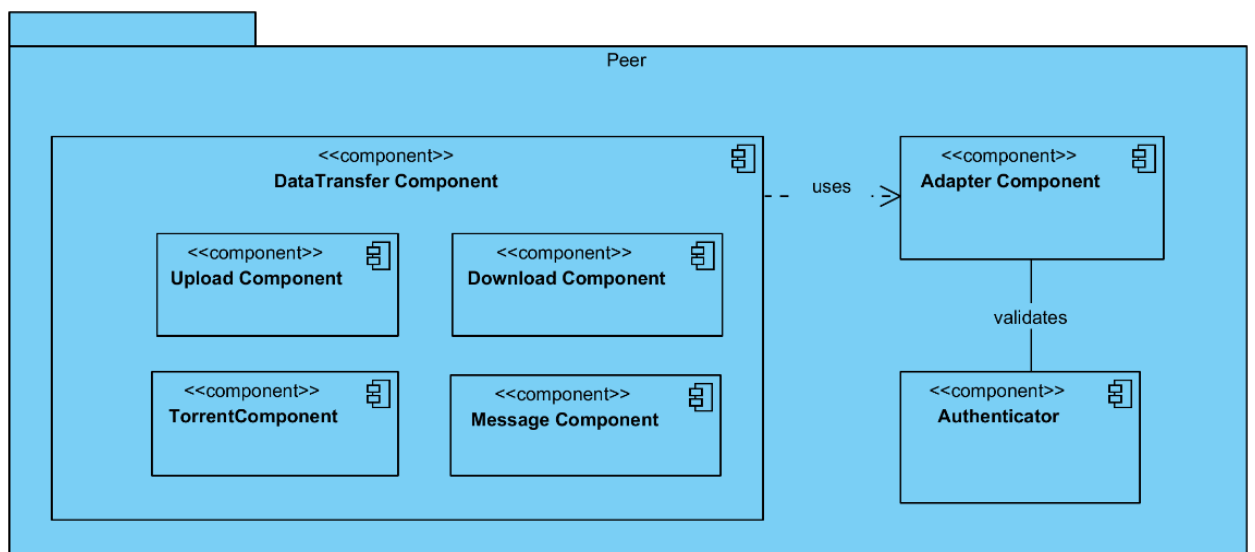 Peer
<<component>>
DataTransfer Component
uses
<<component>>
Adapter Component
<<component>>
Upload Component
<<component>>
Download Component
validates
<<component>>
TorrentComponent
<<component>>
Message Component
<<component>>
Authenticator